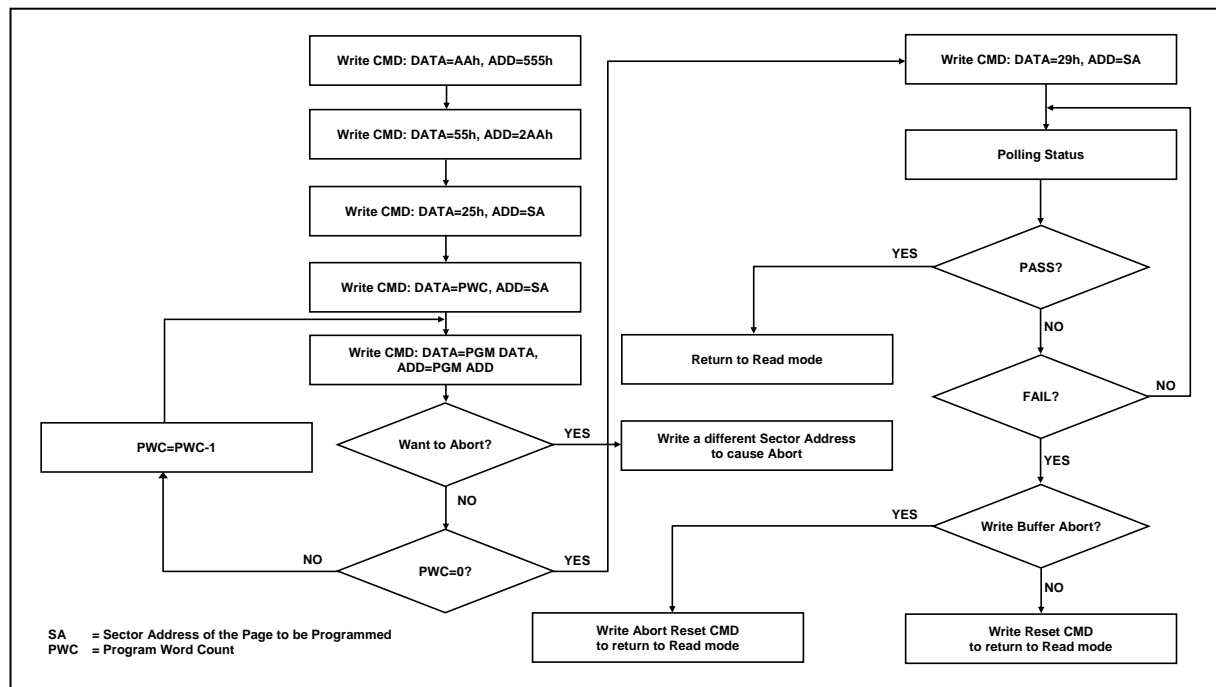 Write CMD: DATA=AAh, ADD=555h
Write CMD: DATA=55h, ADD=2AAh
Write CMD: DATA=25h, ADD=SA
Write CMD: DATA=PWC, ADD=SA
Write CMD: DATA=PGM DATA,
ADD=PGM ADD
PWC=PWC-1
Want to Abort?
YES
Write a different Sector Address
to cause Abort
NO
NO
PWC=0?
YES
Write CMD: DATA=29h, ADD=SA
Polling Status
YES
PASS?
Return to Read mode
NO
FAIL?
NO
YES
YES
Write Buffer Abort?
NO
Write Abort Reset CMD
to return to Read mode
Write Reset CMD
to return to Read mode
SA = Sector Address of the Page to be Programmed
PWC = Program Word Count